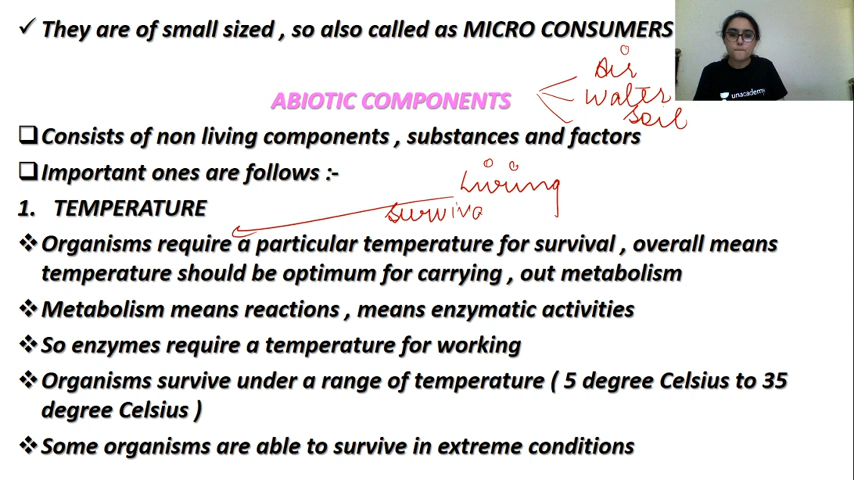 ✓ They are of small sized , so also called as MICRO CONSUMERS
Air
unacademy
ABIOTIC COMPONENTS
water
soil
❑ Consists of non living components , substances and factors
❑ Important ones are follows :-
Living
1. TEMPERATURE
surviva
❖ Organisms require a particular temperature for survival , overall means
temperature should be optimum for carrying , out metabolism
❖ Metabolism means reactions , means enzymatic activities
❖ So enzymes require a temperature for working
❖ Organisms survive under a range of temperature ( 5 degree Celsius to 35
degree Celsius )
❖ Some organisms are able to survive in extreme conditions